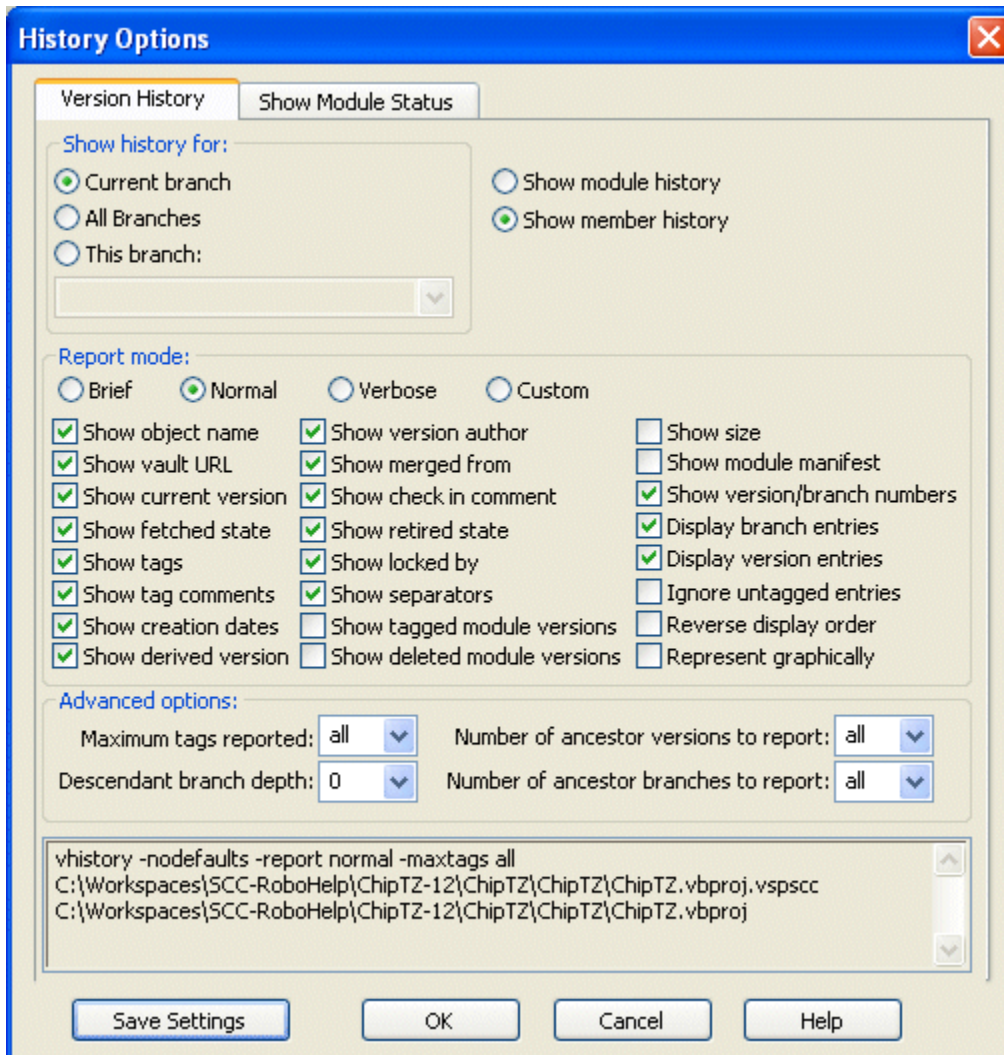 History Options
Version History
Show Module Status
Show history for:
Current branch
All Branches
This branch:
Show module history
Show member history
Report mode:
Brief
Normal
Verbose
Custom
Show object name
Show vault URL
Show current version
Show fetched state
Show tags
Show tag comments
Show creation dates
Show derived version
Show version author
Show merged from
Show check in comment
Show retired state
Show locked by
Show separators
Show tagged module versions
Show deleted module versions
Show size
Show module manifest
Show version/branch numbers
Display branch entries
Display version entries
Ignore untagged entries
Reverse display order
Represent graphically
Advanced options:
Maximum tags reported: all
Number of ancestor versions to report: all
Descendant branch depth: 0
Number of ancestor branches to report: all
vhistory -nodefaults -report normal -maxtags all
C:\Workspaces\SCC-RoboHelp\ChipTZ-12\ChipTZ\ChipTZ\ChipTZ.vbproj.vspscc
C:\Workspaces\SCC-RoboHelp\ChipTZ-12\ChipTZ\ChipTZ\ChipTZ.vbproj
Save Settings
OK
Cancel
Help